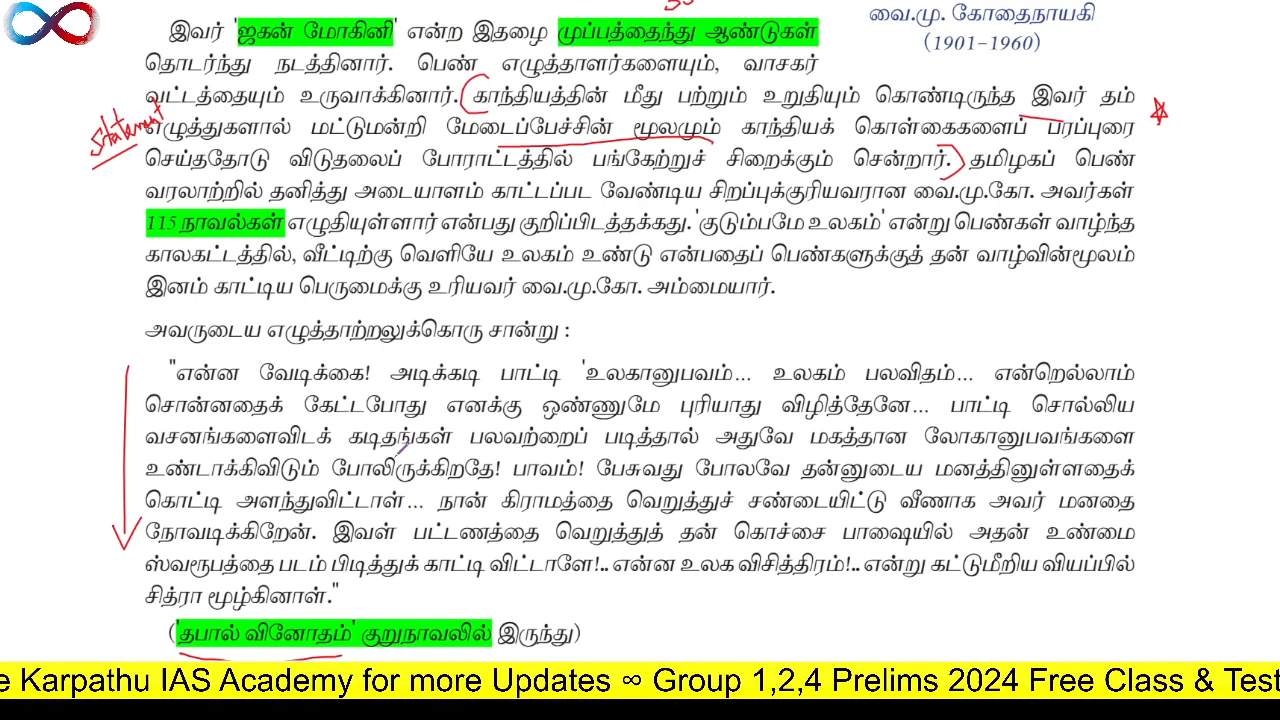 வை.மு. கோதைநாயகி
(1901-1960)
இவர் 'ஜகன் மோகினி' என்ற இதழை முப்பத்தைந்து ஆண்டுகள்
தொடர்ந்து நடத்தினார். பெண் எழுத்தாளர்களையும், வாசகர்
வட்டத்தையும் உருவாக்கினார். காந்தியத்தின் மீது பற்றும் உறுதியும் கொண்டிருந்த இவர் தம்
எழுத்துகளால் மட்டுமன்றி மேடைப்பேச்சின் மூலமும் காந்தியக் கொள்கைகளைப் பரப்புரை
Statement
செய்ததோடு விடுதலைப் போராட்டத்தில் பங்கேற்றுச் சிறைக்கும் சென்றார். தமிழகப் பெண்
வரலாற்றில் தனித்து அடையாளம் காட்டப்பட வேண்டிய சிறப்புக்குரியவரான வை.மு.கோ. அவர்கள்
115 நாவல்கள் எழுதியுள்ளார் என்பது குறிப்பிடத்தக்கது. 'குடும்பமே உலகம்' என்று பெண்கள் வாழ்ந்த
காலகட்டத்தில், வீட்டிற்கு வெளியே உலகம் உண்டு என்பதைப் பெண்களுக்குத் தன் வாழ்வின்மூலம்
இனம் காட்டிய பெருமைக்கு உரியவர் வை.மு.கோ. அம்மையார்.
அவருடைய எழுத்தாற்றலுக்கொரு சான்று :
"என்ன வேடிக்கை! அடிக்கடி பாட்டி 'உலகானுபவம்... உலகம் பலவிதம்... என்றெல்லாம்
சொன்னதைக் கேட்டபோது எனக்கு ஒண்ணுமே புரியாது விழித்தேனே... பாட்டி சொல்லிய
வசனங்களைவிடக் கடிதங்கள் பலவற்றைப் படித்தால் அதுவே மகத்தான லோகானுபவங்களை
உண்டாக்கிவிடும் போலிருக்கிறதே! பாவம்! பேசுவது போலவே தன்னுடைய மனத்தினுள்ளதைக்
கொட்டி அளந்துவிட்டாள்... நான் கிராமத்தை வெறுத்துச் சண்டையிட்டு வீணாக அவர் மனதை
நோவடிக்கிறேன். இவள் பட்டணத்தை வெறுத்துத் தன் கொச்சை பாஷையில் அதன் உண்மை
ஸ்வரூபத்தை படம் பிடித்துக் காட்டி விட்டாளே!.. என்ன உலக விசித்திரம்!.. என்று கட்டுமீறிய வியப்பில்
சித்ரா மூழ்கினாள்."
('தபால் வினோதம்' குறுநாவலில் இருந்து)
e Karpathu IAS Academy for more Updates ∞ Group 1,2,4 Prelims 2024 Free Class & Test